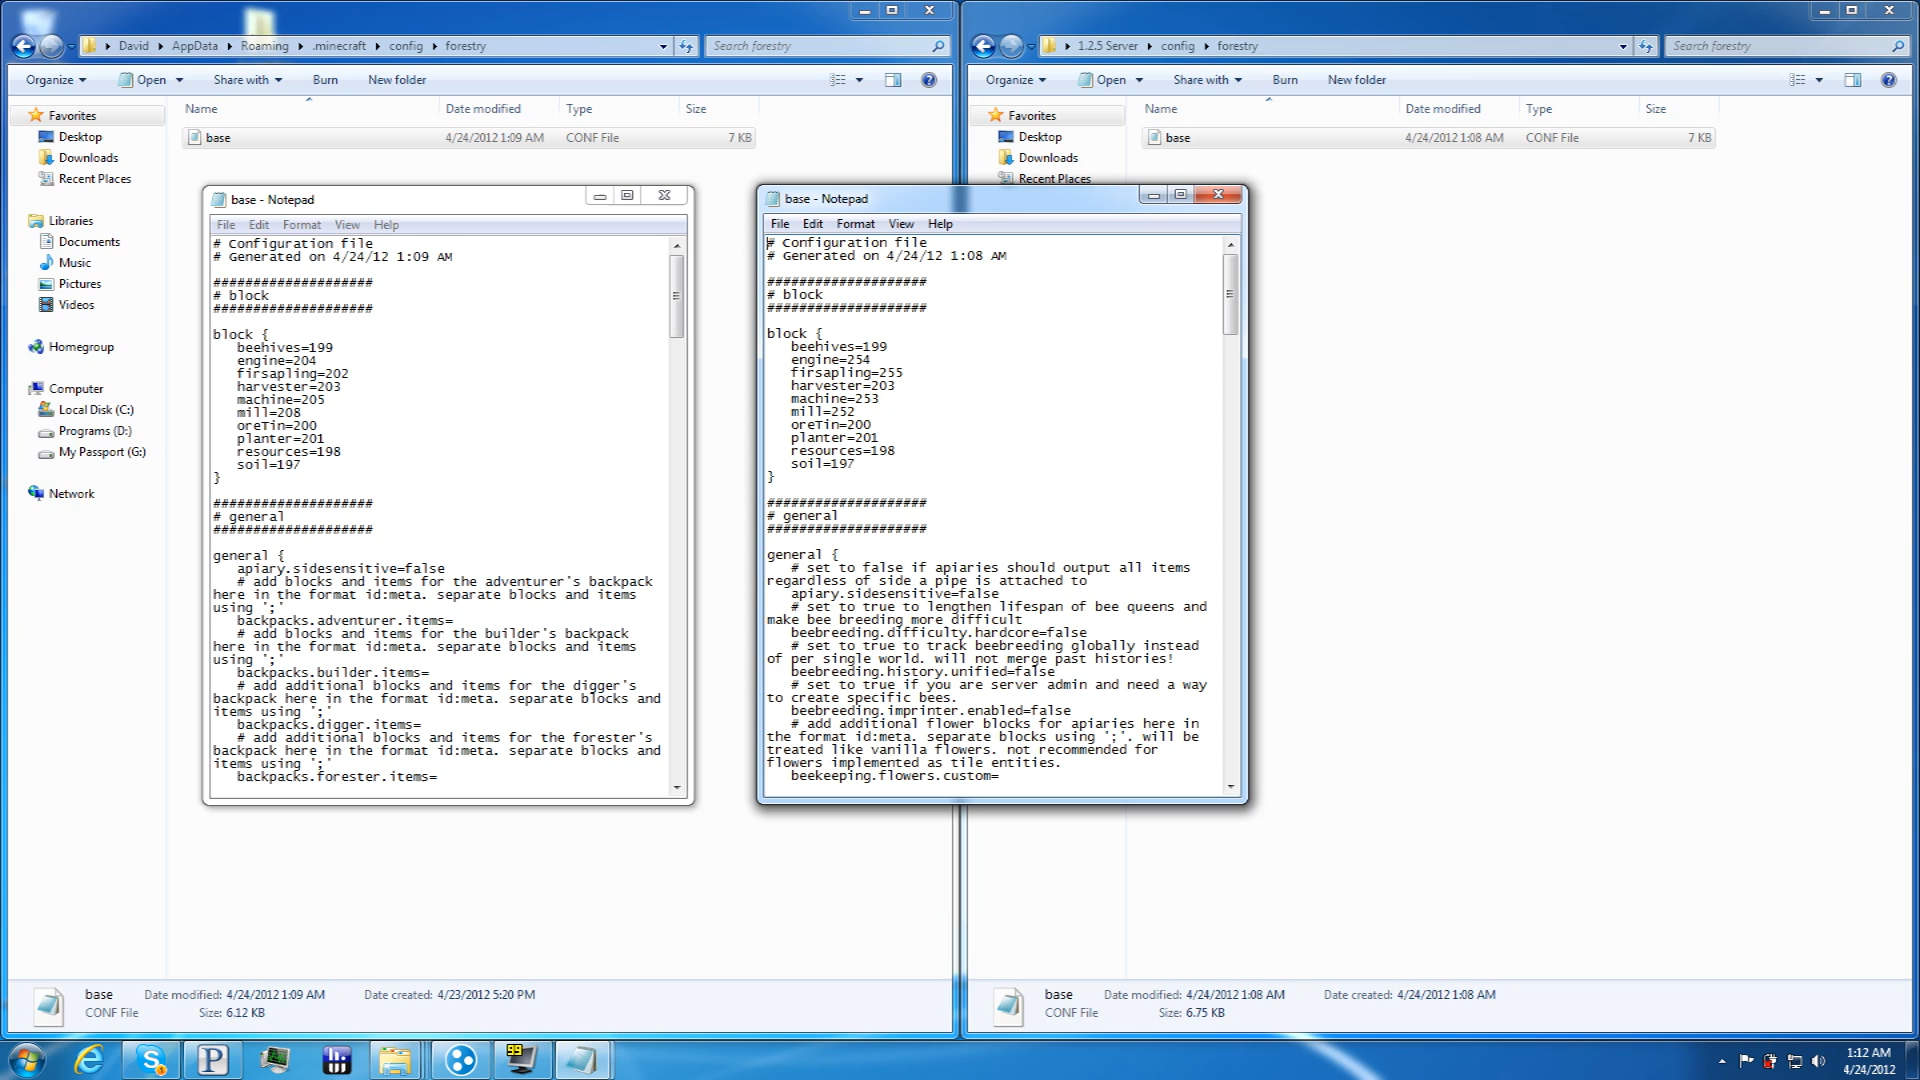 David ▸ AppData ▸ Roaming ▸ .minecraft ▸ config ▸ forestry
Search forestry
Organize Open Share with Burn New folder
Name Date modified Type Size
base 4/24/2012 1:09 AM CONF File 7 KB
Favorites
Desktop
Downloads
Recent Places
Libraries
Documents
Music
Pictures
Videos
Homegroup
Computer
Local Disk (C:)
Programs (D:)
My Passport (G:)
Network
base - Notepad
File Edit Format View Help
# Configuration file
# Generated on 4/24/12 1:09 AM
####################
# block
####################
block {
beehives=199
engine=204
firsapling=202
harvester=203
machine=205
mill=208
oreTin=200
planter=201
resources=198
soil=197
}
####################
# general
####################
general {
apiary.sidesensitive=false
# add blocks and items for the adventurer's backpack
here in the format id:meta. separate blocks and items
using ';'
backpacks.adventurer.items=
# add blocks and items for the builder's backpack
here in the format id:meta. separate blocks and items
using ';'
backpacks.builder.items=
# add additional blocks and items for the digger's
backpack here in the format id:meta. separate blocks and
items using ';'
backpacks.digger.items=
# add additional blocks and items for the forester's
backpack here in the format id:meta. separate blocks and
items using ';'
backpacks.forester.items=
base Date modified: 4/24/2012 1:09 AM Date created: 4/23/2012 5:20 PM
CONF File Size: 6.12 KB
1.2.5 Server ▸ config ▸ forestry
Search forestry
Organize Open Share with Burn New folder
Name Date modified Type Size
base 4/24/2012 1:08 AM CONF File 7 KB
Favorites
Desktop
Downloads
Recent Places
base - Notepad
File Edit Format View Help
# Configuration file
# Generated on 4/24/12 1:08 AM
####################
# block
####################
block {
beehives=199
engine=254
firsapling=255
harvester=203
machine=253
mill=252
oreTin=200
planter=201
resources=198
soil=197
}
####################
# general
####################
general {
# set to false if apiaries should output all items
regardless of side a pipe is attached to
apiary.sidesensitive=false
# set to true to lengthen lifespan of bee queens and
make bee breeding more difficult
beebreeding.difficulty.hardcore=false
# set to true to track beebreeding globally instead
of per single world. will not merge past histories!
beebreeding.history.unified=false
# set to true if you are server admin and need a way
to create specific bees.
beebreeding.imprinter.enabled=false
# add additional flower blocks for apiaries here in
the format id:meta. separate blocks using ';'. will be
treated like vanilla flowers. not recommended for
flowers implemented as tile entities.
beekeeping.flowers.custom=
base Date modified: 4/24/2012 1:08 AM Date created: 4/24/2012 1:08 AM
CONF File Size: 6.75 KB
99
1:12 AM
4/24/2012